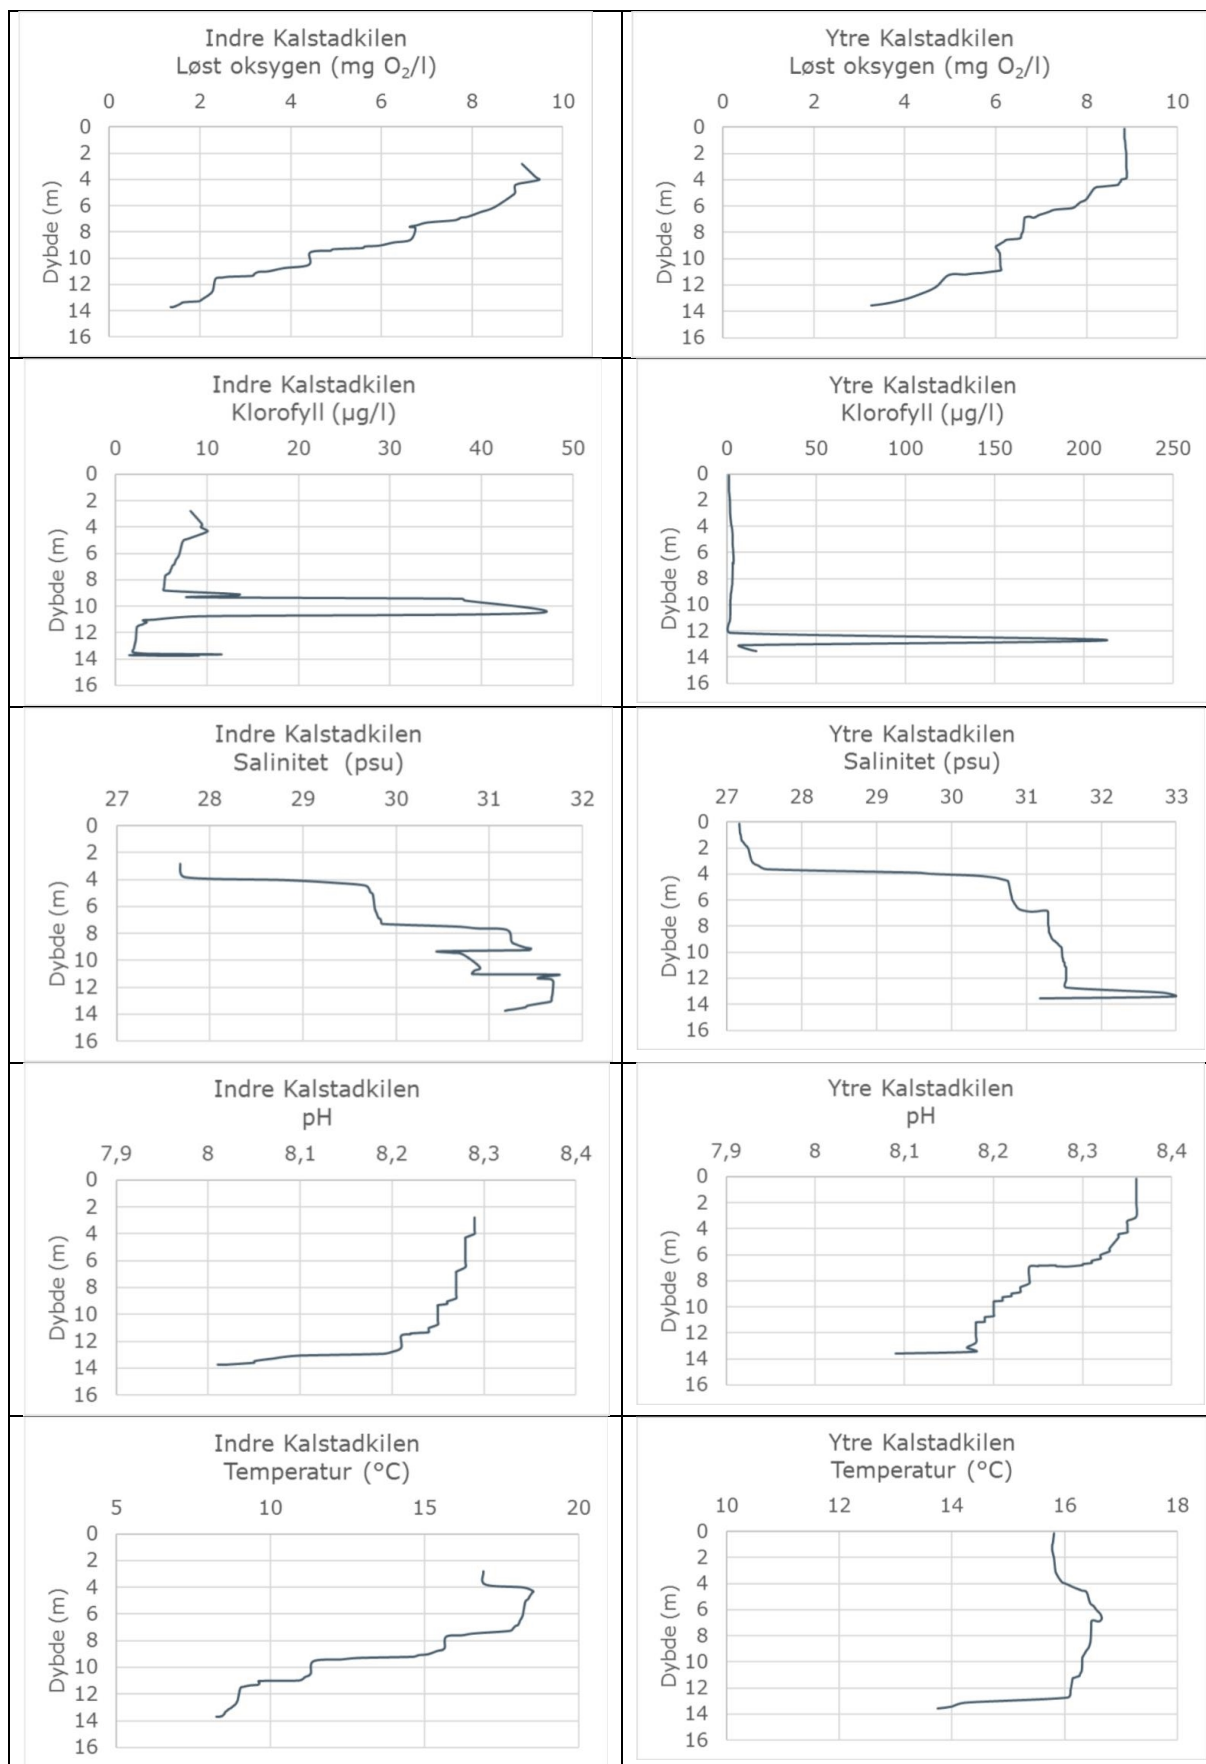 Indre Kalstadkilen
Løst oksygen (mg O₂/l)
0 2 4 6 8 10
0
2
4
6
8
10
12
14
16
Dybde (m)
Ytre Kalstadkilen
Løst oksygen (mg O₂/l)
0 2 4 6 8 10
0
2
4
6
8
10
12
14
16
Dybde (m)
Indre Kalstadkilen
Klorofyll (µg/l)
0 10 20 30 40 50
0
2
4
6
8
10
12
14
16
Dybde (m)
Ytre Kalstadkilen
Klorofyll (µg/l)
0 50 100 150 200 250
0
2
4
6
8
10
12
14
16
Dybde (m)
Indre Kalstadkilen
Salinitet (psu)
27 28 29 30 31 32
0
2
4
6
8
10
12
14
16
Dybde (m)
Ytre Kalstadkilen
Salinitet (psu)
27 28 29 30 31 32 33
0
2
4
6
8
10
12
14
16
Dybde (m)
Indre Kalstadkilen
pH
7,9 8 8,1 8,2 8,3 8,4
0
2
4
6
8
10
12
14
16
Dybde (m)
Ytre Kalstadkilen
pH
7,9 8 8,1 8,2 8,3 8,4
0
2
4
6
8
10
12
14
16
Dybde (m)
Indre Kalstadkilen
Temperatur (°C)
5 10 15 20
0
2
4
6
8
10
12
14
16
Dybde (m)
Ytre Kalstadkilen
Temperatur (°C)
10 12 14 16 18
0
2
4
6
8
10
12
14
16
Dybde (m)